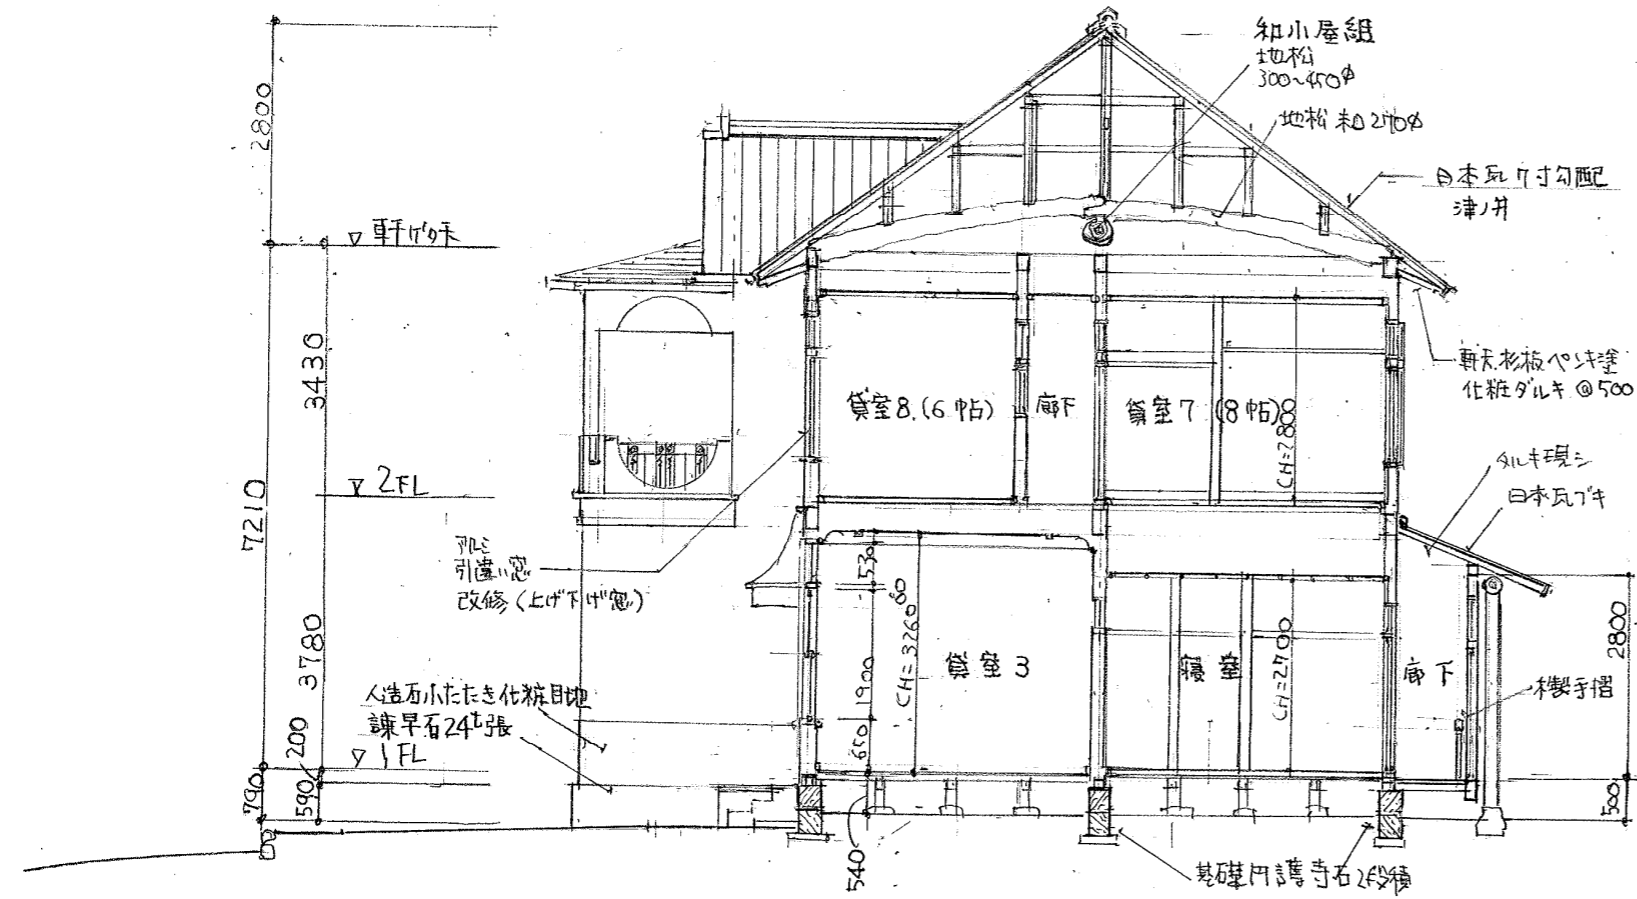 和小屋組
地松
300~450φ
地松 末口270φ
日本瓦 7寸勾配
津ノ井
2800
▽ 軒ゲタ天
軒天.杉板ペンキ塗
化粧ダルキ @500
3430
貸室8.(6帖)
廊下
貸室7 (8帖)
CH=2800
タルキ現シ
日本瓦ブキ
▽ 2FL
7210
アルミ
引違い窓
改修(上げ下げ窓)
530
CH=3260
80
1900
650
貸室3
寝室
CH=2700
廊下
木製手摺
2800
3780
人造石小たたき化粧目地
諫早石24t張
200
▽ 1FL
790
590
500
540
基礎円護寺石2段積